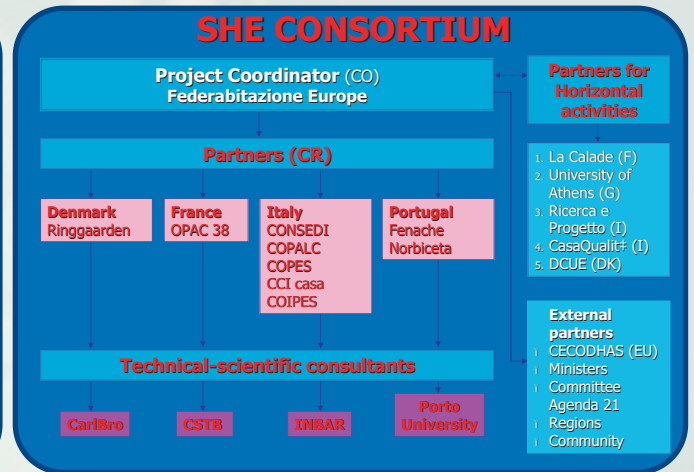 SHE CONSORTIUM
Project Coordinator (CO)
Federabitazione Europe
Partners for
Horizontal
activities
Partners (CR)
Denmark
Ringgaarden
France
OPAC 38
Italy
CONSEDI
COPALC
COPES
CCI casa
COIPES
Portugal
Fenache
Norbiceta
1. La Calade (F)
2. University of
Athens (G)
3. Ricerca e
Progetto (I)
4. CasaQualit‡ (I)
5. DCUE (DK)
Technical-scientific consultants
CarlBro
CSTB
INBAR
Porto
University
External
partners
ï CECODHAS (EU)
ï Ministers
ï Committee
Agenda 21
ï Regions
ï Community